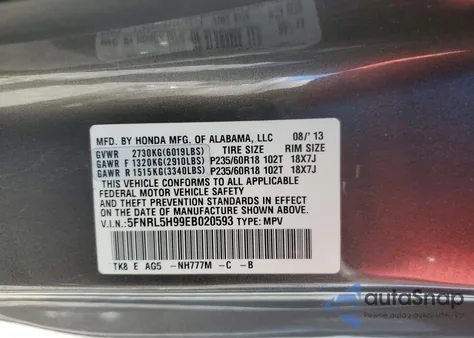 MFD. BY HONDA MFG. OF ALABAMA, LLC 08/'13
GVWR 2730KG(6019LBS) TIRE SIZE RIM SIZE
GAWR F 1320KG(2910LBS) P235/60R18 102T 18X7J
GAWR R 1515KG(3340LBS) P235/60R18 102T 18X7J
THIS VEHICLE CONFORMS TO ALL APPLICABLE
FEDERAL MOTOR VEHICLE SAFETY, BUMPER,
AND THEFT PREVENTION STANDARDS IN EFFECT ON THE
DATE OF MANUFACTURE SHOWN ABOVE.
V.I.N.: 5FNRL5H99EB020593 TYPE: MPV
TK8 E AG5 -NH777M -C -B
autaSnap